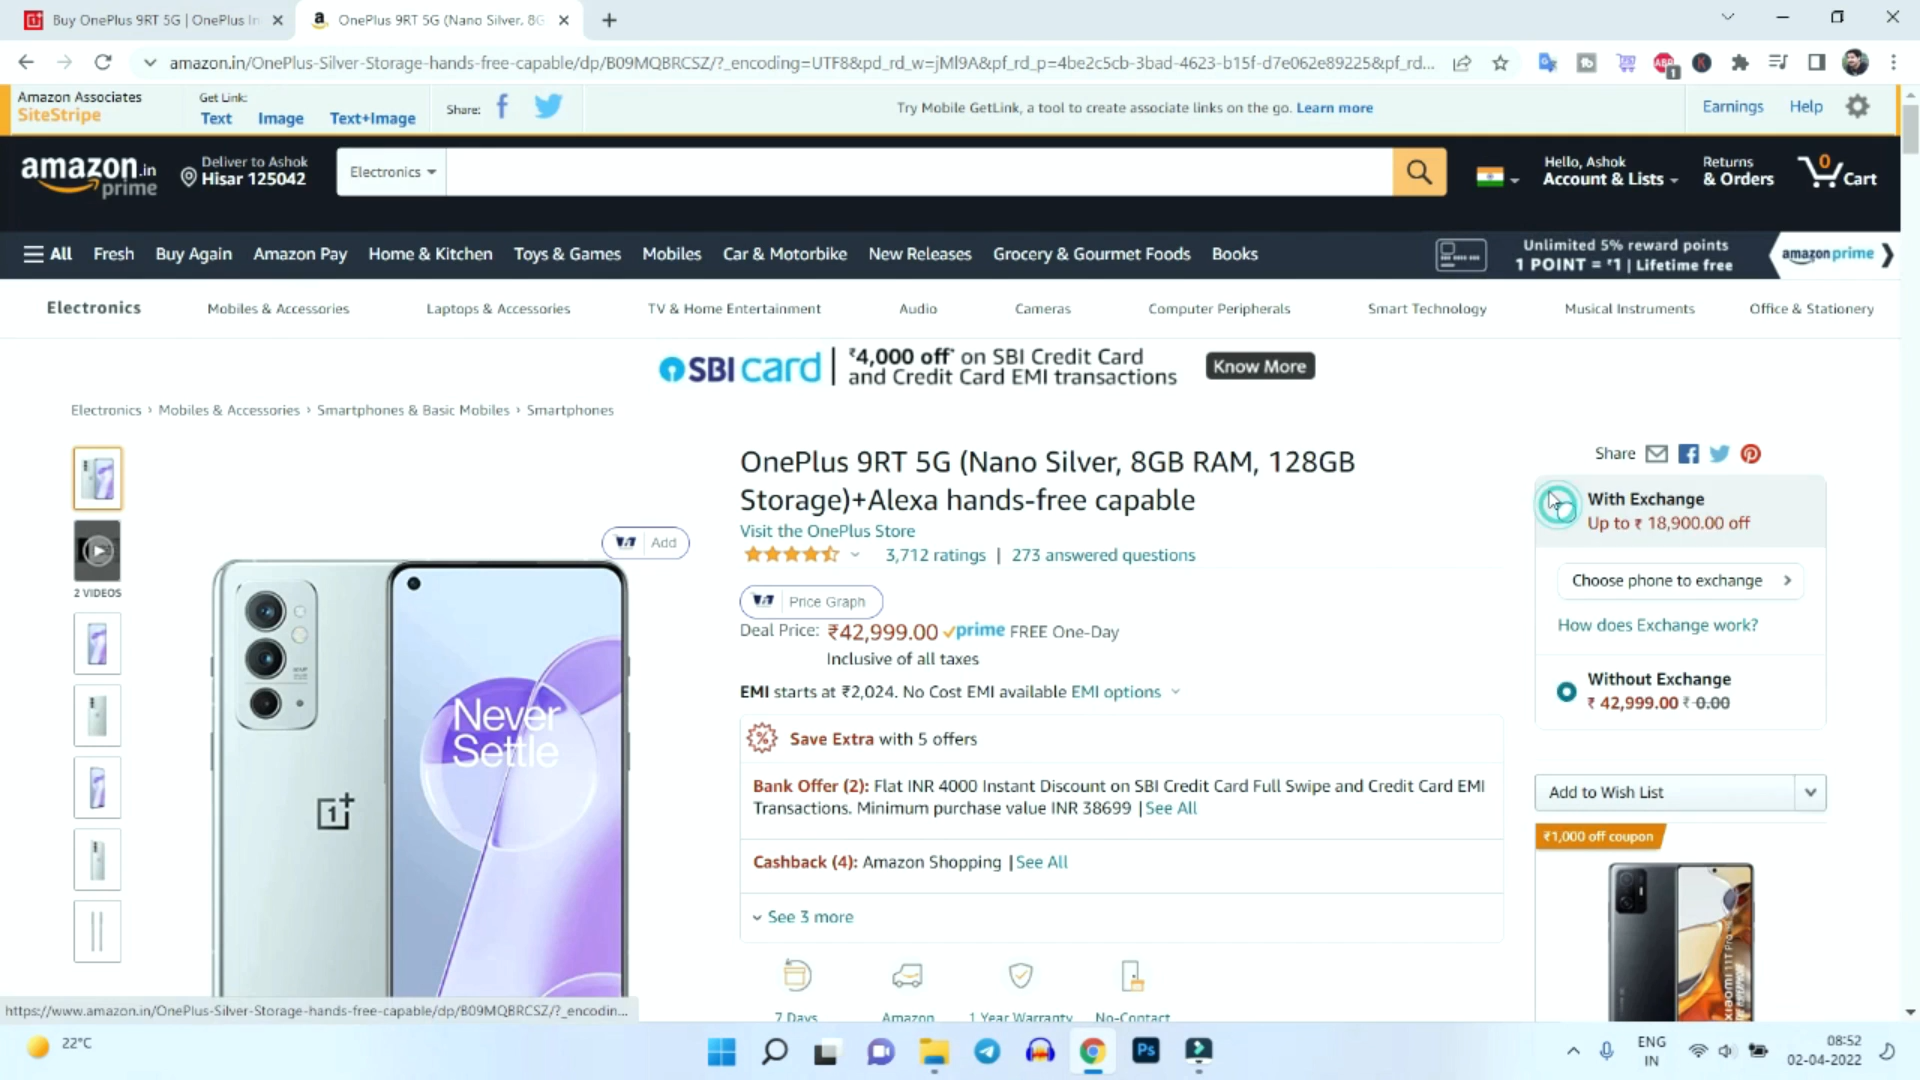 Buy OnePlus 9RT 5G | OnePlus In
OnePlus 9RT 5G (Nano Silver, 8G
amazon.in/OnePlus-Silver-Storage-hands-free-capable/dp/B09MQBRCSZ/?_encoding=UTF8&pd_rd_w=jMl9A&pf_rd_p=4be2c5cb-3bad-4623-b15f-d7e062e89225&pf_rd...
Amazon Associates
SiteStripe
Get Link:
Text Image Text+Image
Share:
Try Mobile GetLink, a tool to create associate links on the go. Learn more
Earnings Help
amazon.in
prime
Deliver to Ashok
Hisar 125042
Electronics
Hello, Ashok
Account & Lists
Returns
& Orders
0
Cart
All Fresh Buy Again Amazon Pay Home & Kitchen Toys & Games Mobiles Car & Motorbike New Releases Grocery & Gourmet Foods Books
Unlimited 5% reward points
1 POINT = ₹1 | Lifetime free
amazon prime
Electronics Mobiles & Accessories Laptops & Accessories TV & Home Entertainment Audio Cameras Computer Peripherals Smart Technology Musical Instruments Office & Stationery
SBI card
₹4,000 off* on SBI Credit Card
and Credit Card EMI transactions
Know More
Electronics › Mobiles & Accessories › Smartphones & Basic Mobiles › Smartphones
2 VIDEOS
Add
Never
Settle
OnePlus 9RT 5G (Nano Silver, 8GB RAM, 128GB
Storage)+Alexa hands-free capable
Visit the OnePlus Store
3,712 ratings | 273 answered questions
Price Graph
Deal Price: ₹42,999.00 prime FREE One-Day
Inclusive of all taxes
EMI starts at ₹2,024. No Cost EMI available EMI options
Save Extra with 5 offers
Bank Offer (2): Flat INR 4000 Instant Discount on SBI Credit Card Full Swipe and Credit Card EMI
Transactions. Minimum purchase value INR 38699 | See All
Cashback (4): Amazon Shopping | See All
See 3 more
7 Days Amazon 1 Year Warranty No-Contact
Share
With Exchange
Up to ₹ 18,900.00 off
Choose phone to exchange
How does Exchange work?
Without Exchange
₹ 42,999.00 ₹ 0.00
Add to Wish List
₹1,000 off coupon
Xiaomi 11T Pro
https://www.amazon.in/OnePlus-Silver-Storage-hands-free-capable/dp/B09MQBRCSZ/?_encodin...
22°C
Ps
ENG
IN
08:52
02-04-2022